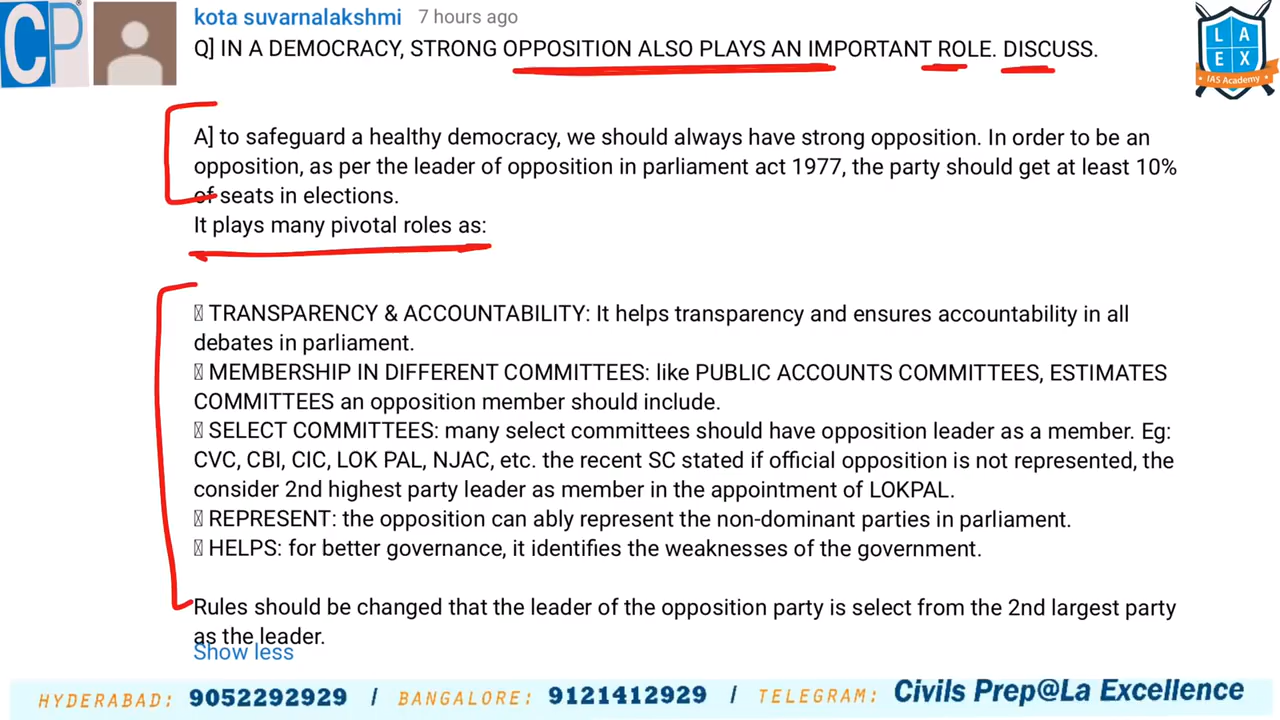 CP
kota suvarnalakshmi 7 hours ago
Q] IN A DEMOCRACY, STRONG OPPOSITION ALSO PLAYS AN IMPORTANT ROLE. DISCUSS.
LAEX
IAS Academy
A] to safeguard a healthy democracy, we should always have strong opposition. In order to be an
opposition, as per the leader of opposition in parliament act 1977, the party should get at least 10%
of seats in elections.
It plays many pivotal roles as:
TRANSPARENCY & ACCOUNTABILITY: It helps transparency and ensures accountability in all
debates in parliament.
MEMBERSHIP IN DIFFERENT COMMITTEES: like PUBLIC ACCOUNTS COMMITTEES, ESTIMATES
COMMITTEES an opposition member should include.
SELECT COMMITTEES: many select committees should have opposition leader as a member. Eg:
CVC, CBI, CIC, LOK PAL, NJAC, etc. the recent SC stated if official opposition is not represented, the
consider 2nd highest party leader as member in the appointment of LOKPAL.
REPRESENT: the opposition can ably represent the non-dominant parties in parliament.
HELPS: for better governance, it identifies the weaknesses of the government.
Rules should be changed that the leader of the opposition party is select from the 2nd largest party
as the leader.
Show less
HYDERABAD: 9052292929 / BANGALORE: 9121412929 / TELEGRAM: Civils Prep@La Excellence